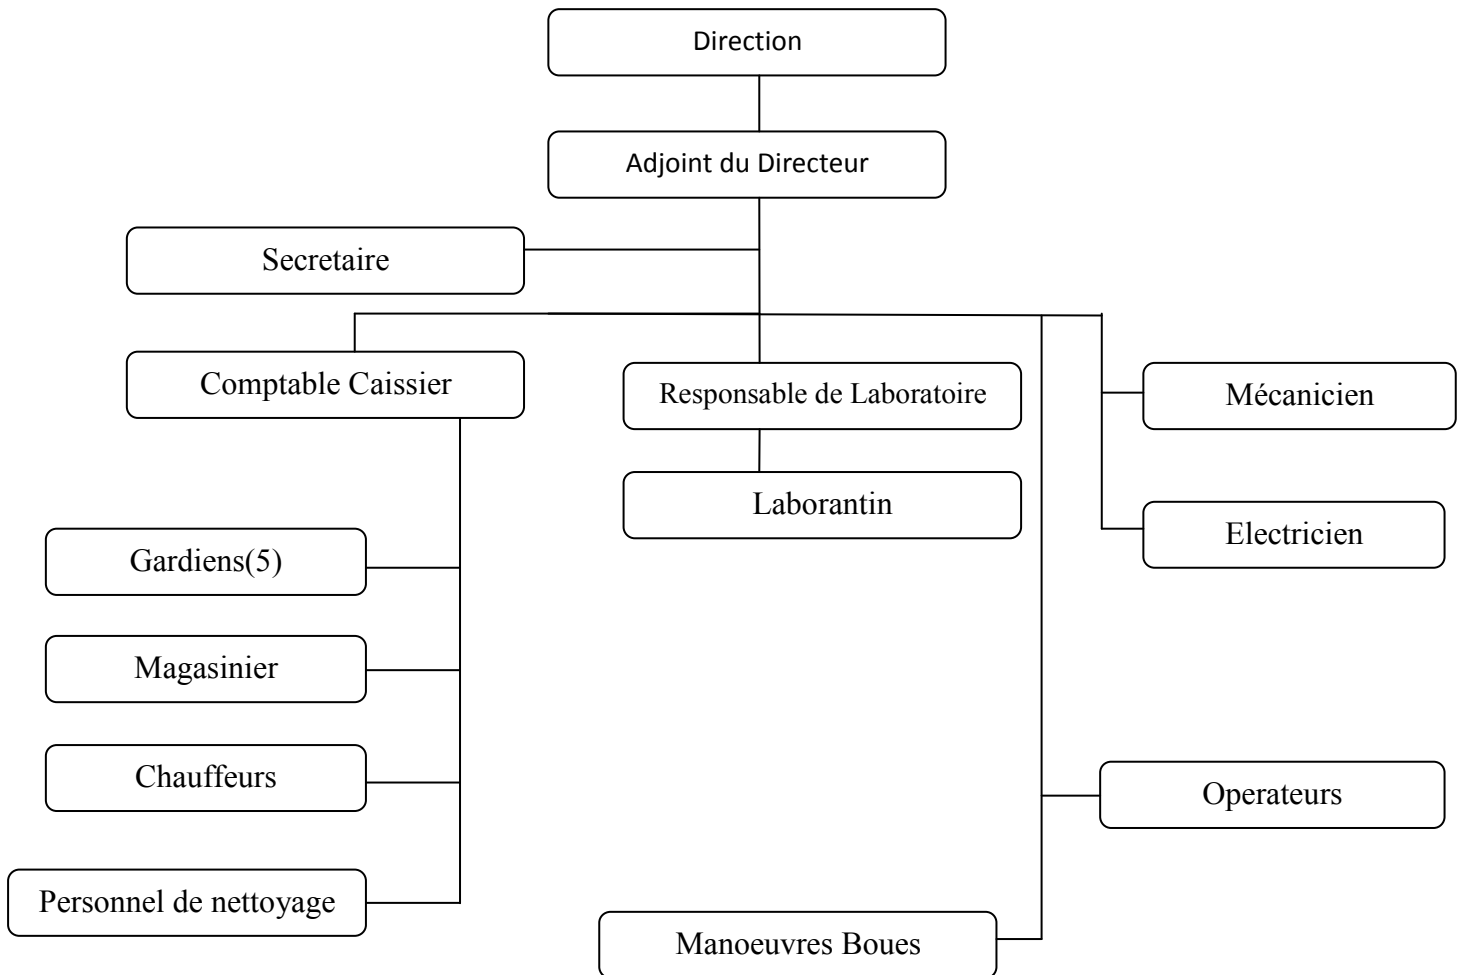 Direction
Adjoint du Directeur
Secretaire
Comptable Caissier
Responsable de Laboratoire
Mécanicien
Laborantin
Electricien
Gardiens(5)
Magasinier
Chauffeurs
Operateurs
Personnel de nettoyage
Manoeuvres Boues